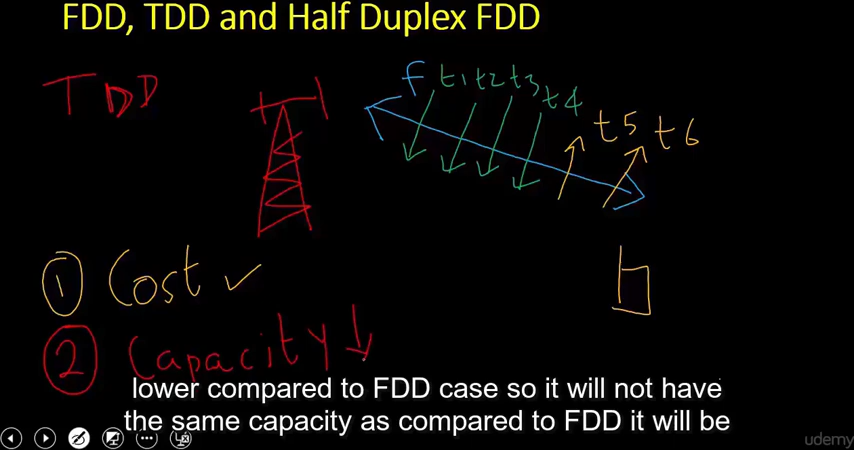 FDD, TDD and Half Duplex FDD
TDD
f t1 t2 t3 t4 t5 t6
1 Cost
2 Capacity
lower compared to FDD case so it will not have
the same capacity as compared to FDD it will be
udemy